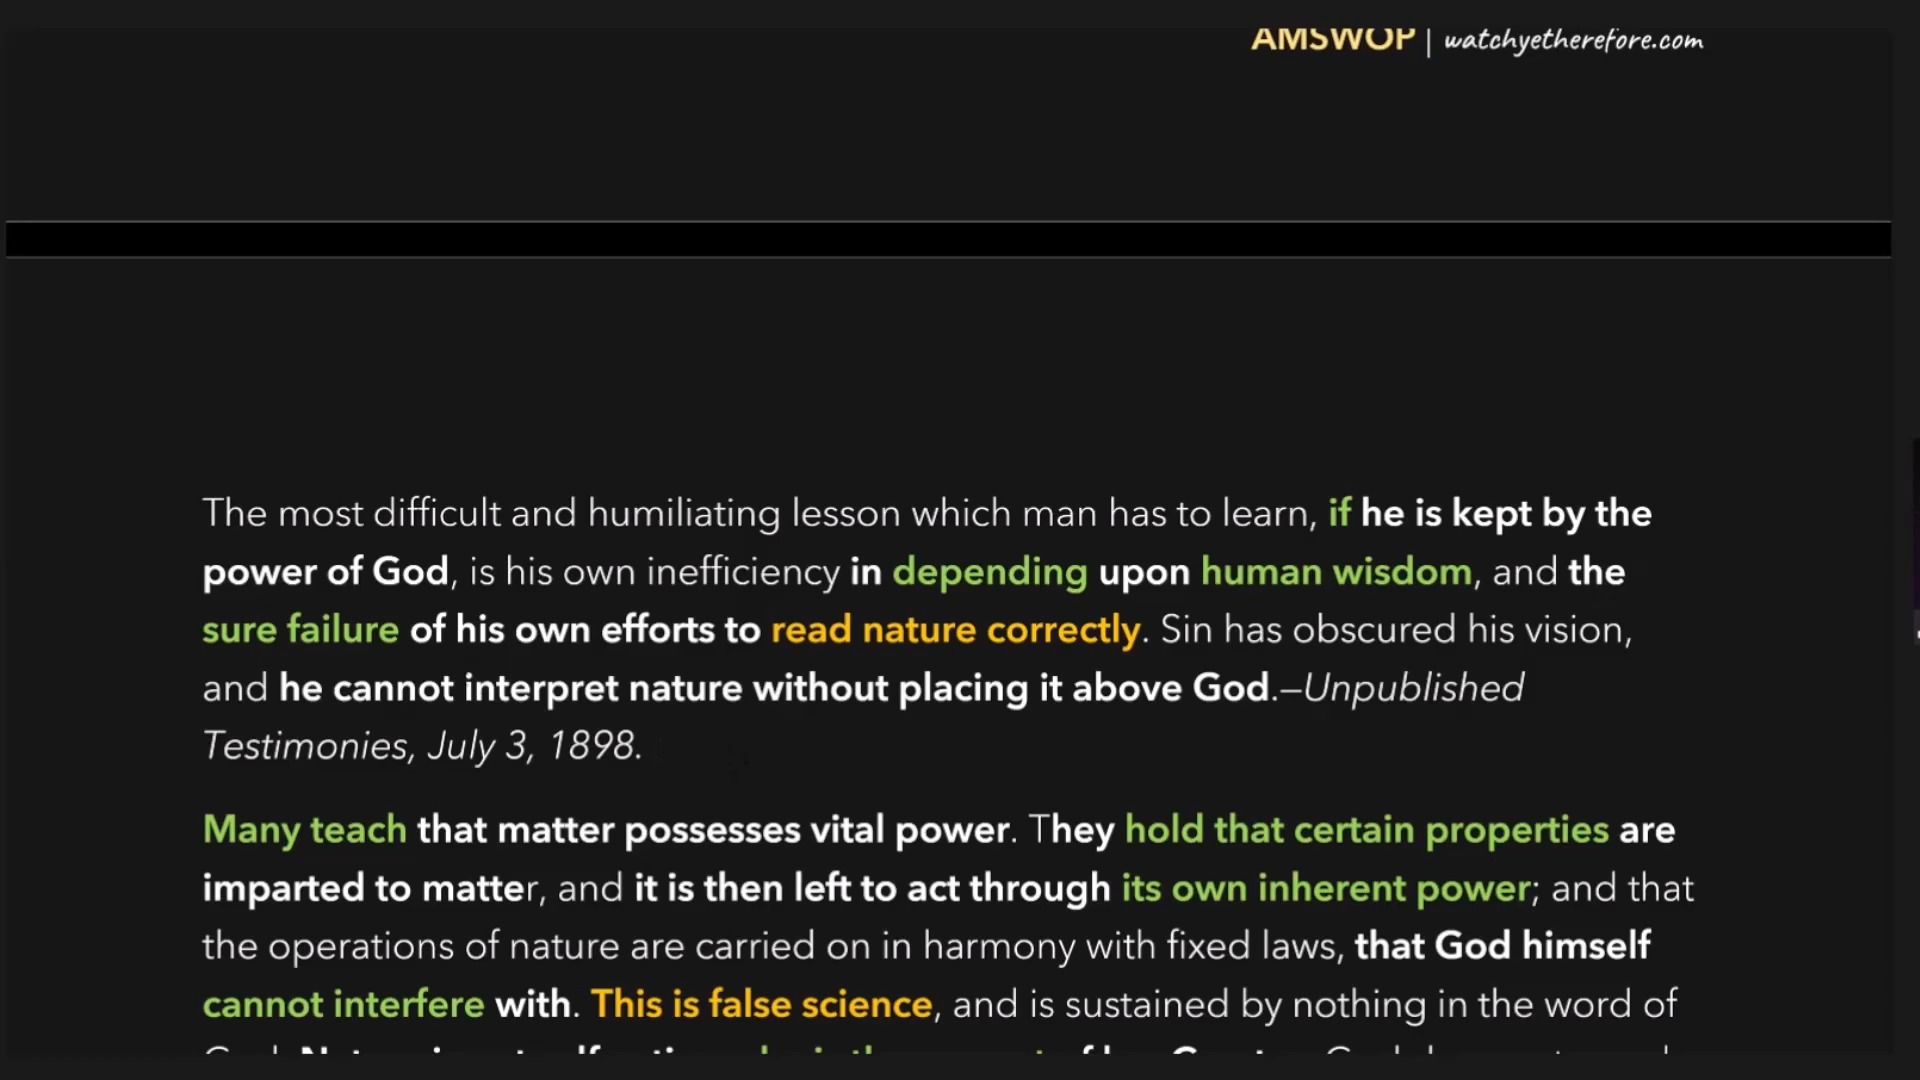 AMSWOP | watchyetherefore.com
The most difficult and humiliating lesson which man has to learn, if he is kept by the
power of God, is his own inefficiency in depending upon human wisdom, and the
sure failure of his own efforts to read nature correctly. Sin has obscured his vision,
and he cannot interpret nature without placing it above God.—Unpublished
Testimonies, July 3, 1898.
Many teach that matter possesses vital power. They hold that certain properties are
imparted to matter, and it is then left to act through its own inherent power; and that
the operations of nature are carried on in harmony with fixed laws, that God himself
cannot interfere with. This is false science, and is sustained by nothing in the word of